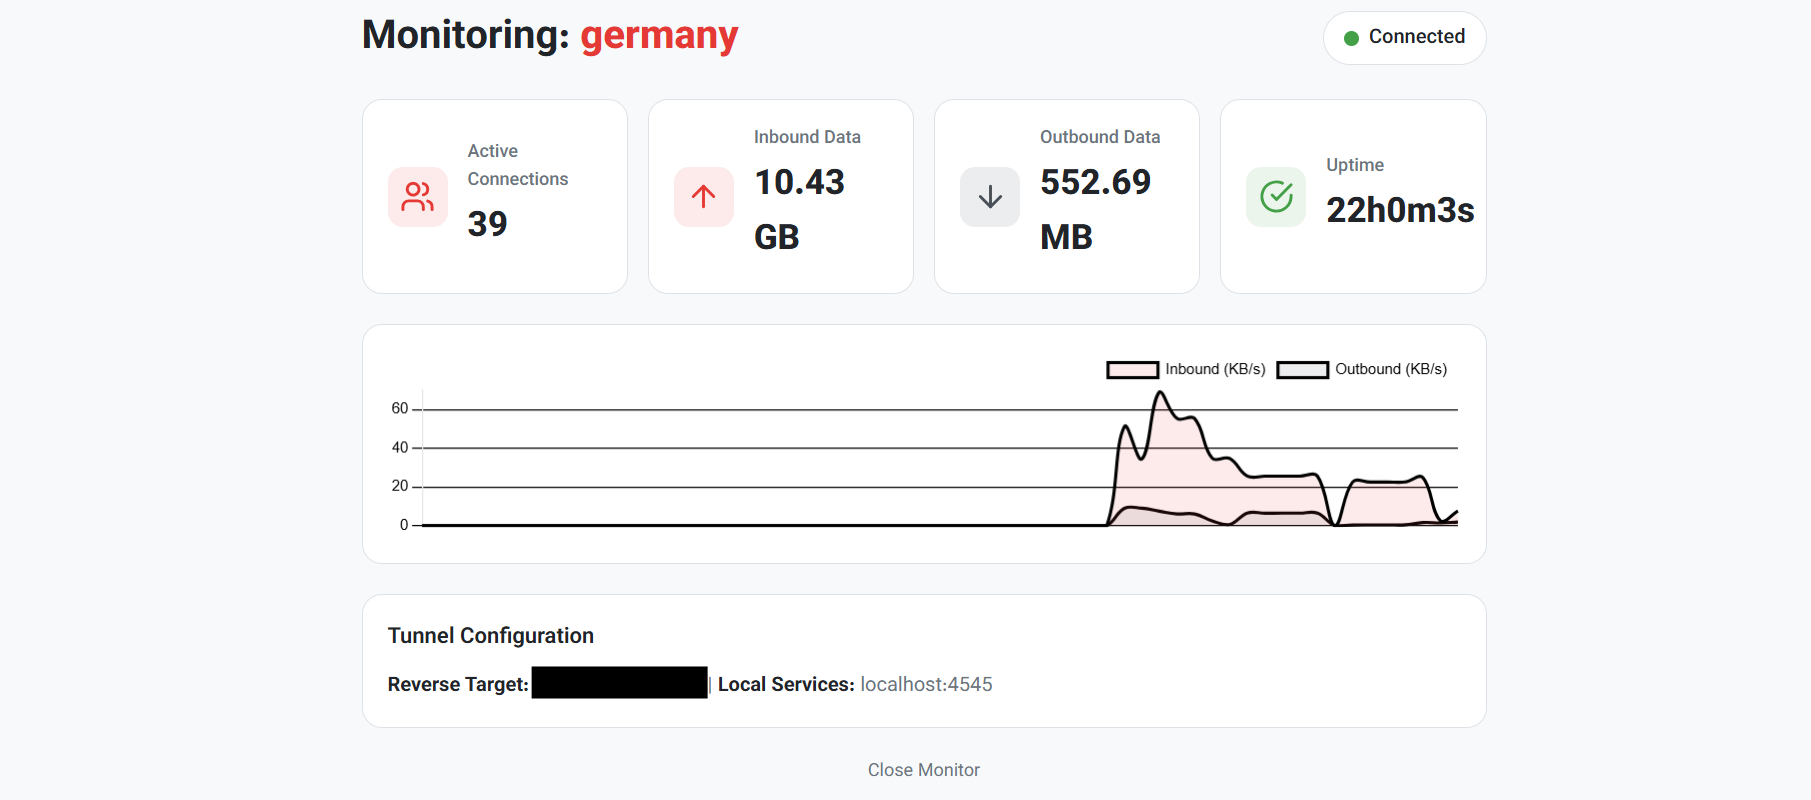 Monitoring: germany
Connected
Active
Connections
39
Inbound Data
10.43
GB
Outbound Data
552.69
MB
Uptime
22h0m3s
Inbound (KB/s)
Outbound (KB/s)
60
40
20
0
Tunnel Configuration
Reverse Target: | Local Services: localhost:4545
Close Monitor